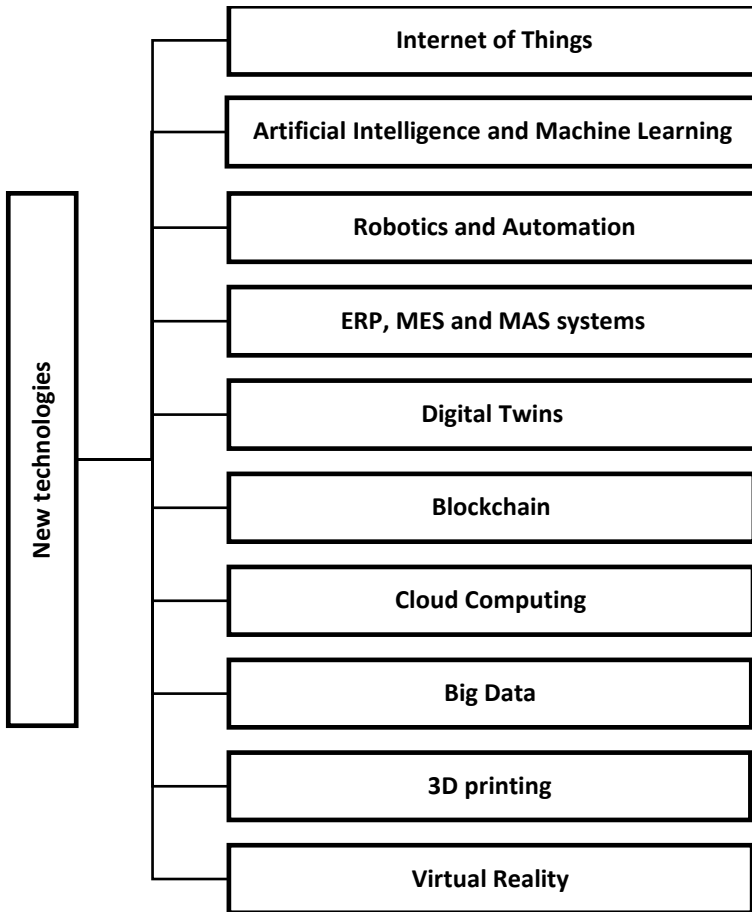 New technologies
Internet of Things
Artificial Intelligence and Machine Learning
Robotics and Automation
ERP, MES and MAS systems
Digital Twins
Blockchain
Cloud Computing
Big Data
3D printing
Virtual Reality